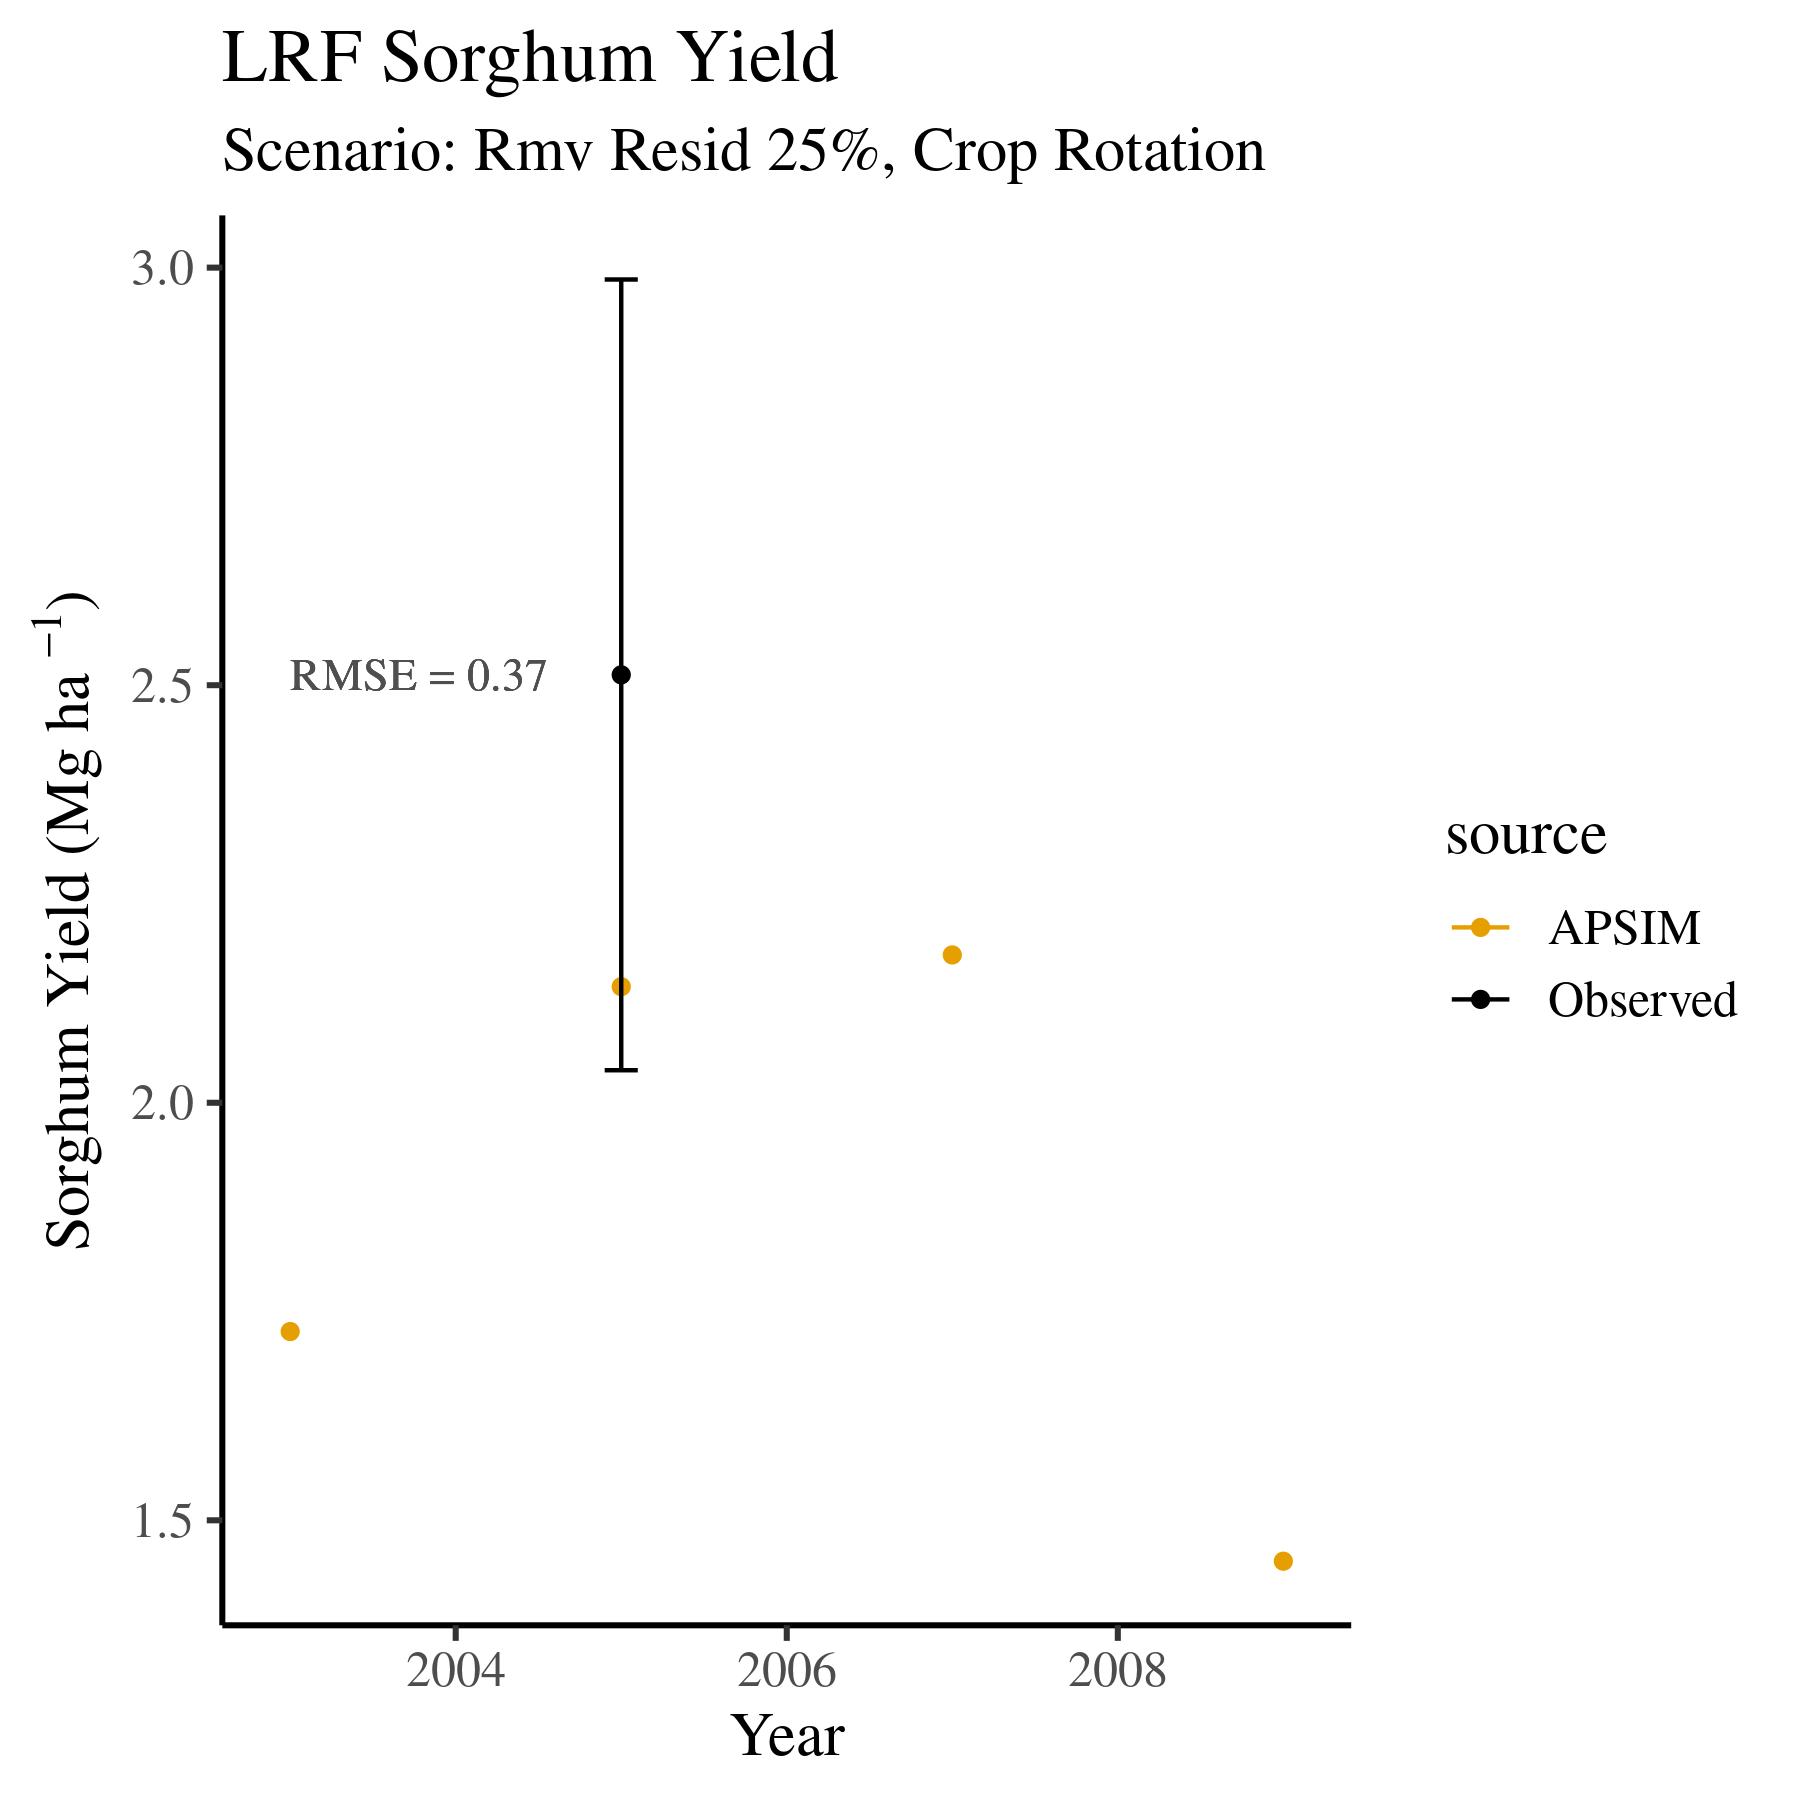 LRF Sorghum Yield
Scenario: Rmv Resid 25%, Crop Rotation
Sorghum Yield (Mg ha −1)
3.0
2.5
2.0
1.5
RMSE = 0.37
2004 2006 2008
Year
source
APSIM
Observed